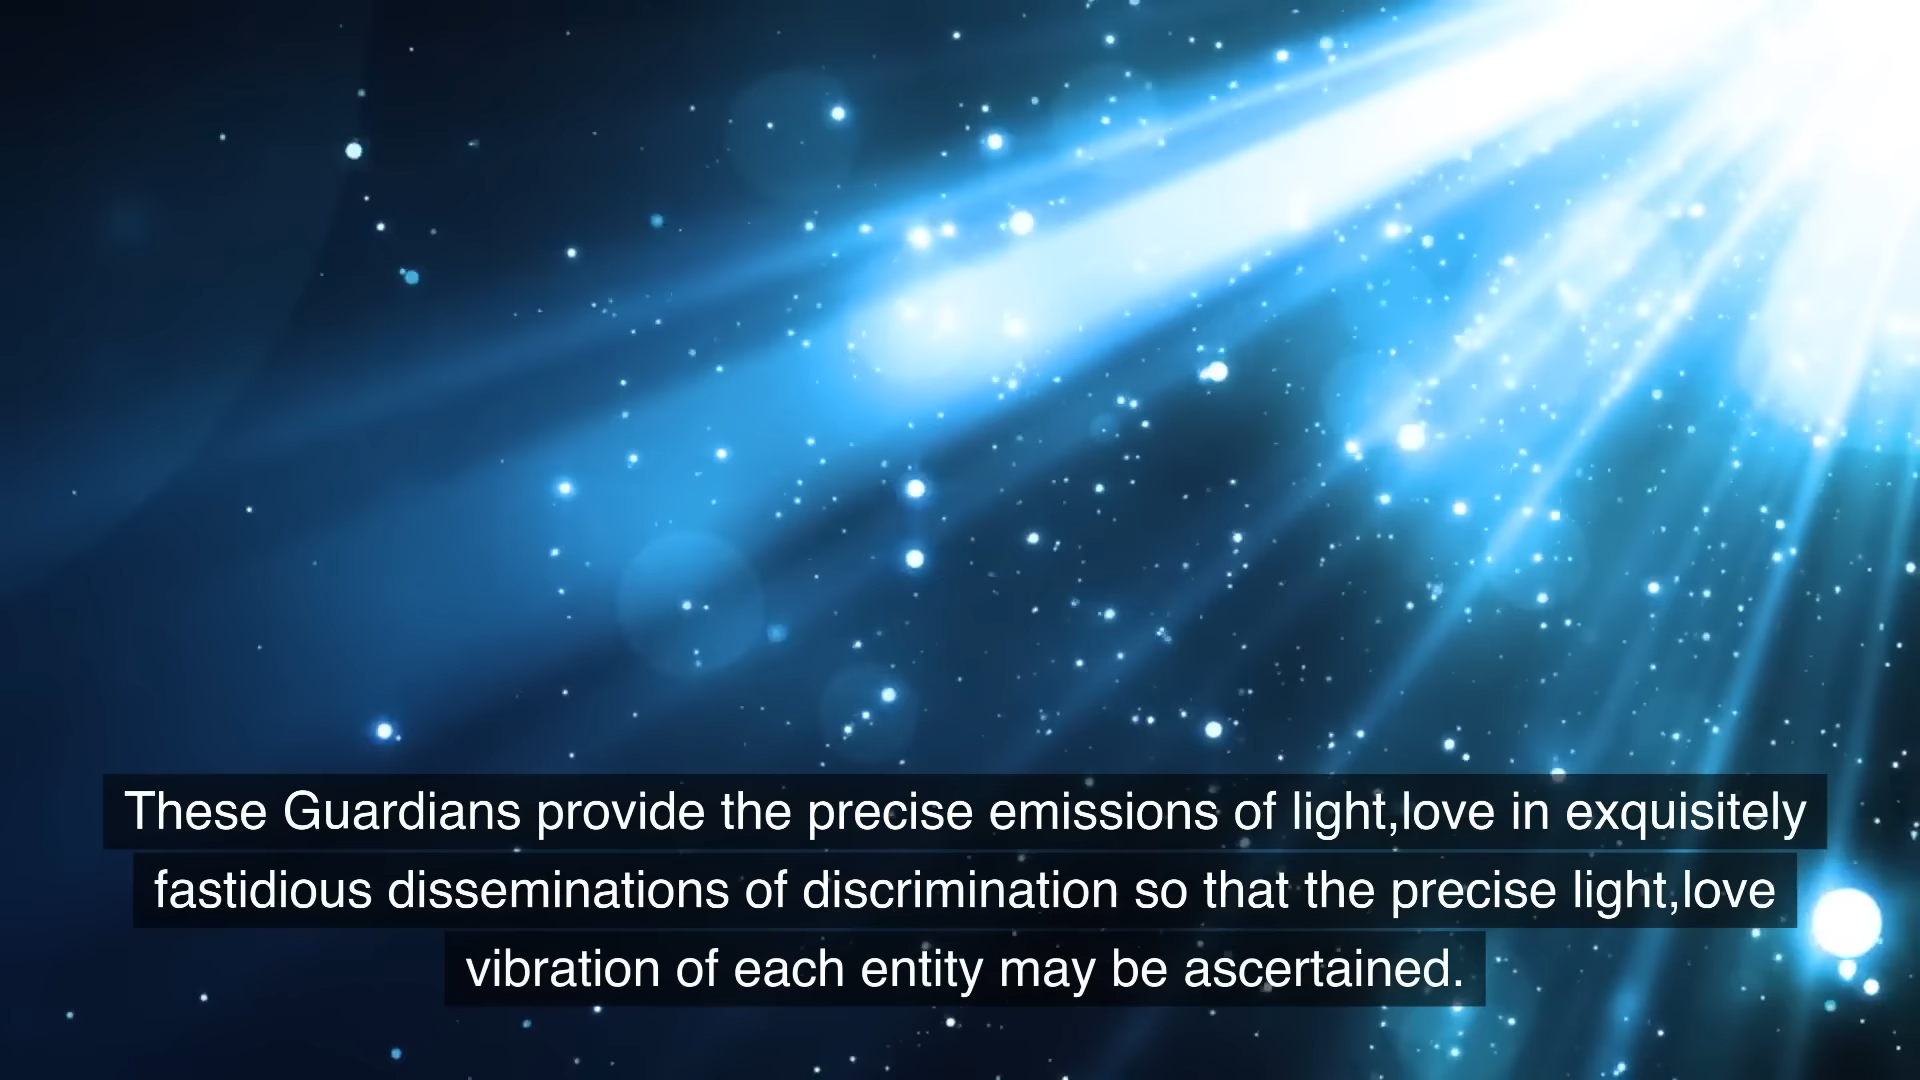 These Guardians provide the precise emissions of light,love in exquisitely
fastidious disseminations of discrimination so that the precise light,love
vibration of each entity may be ascertained.